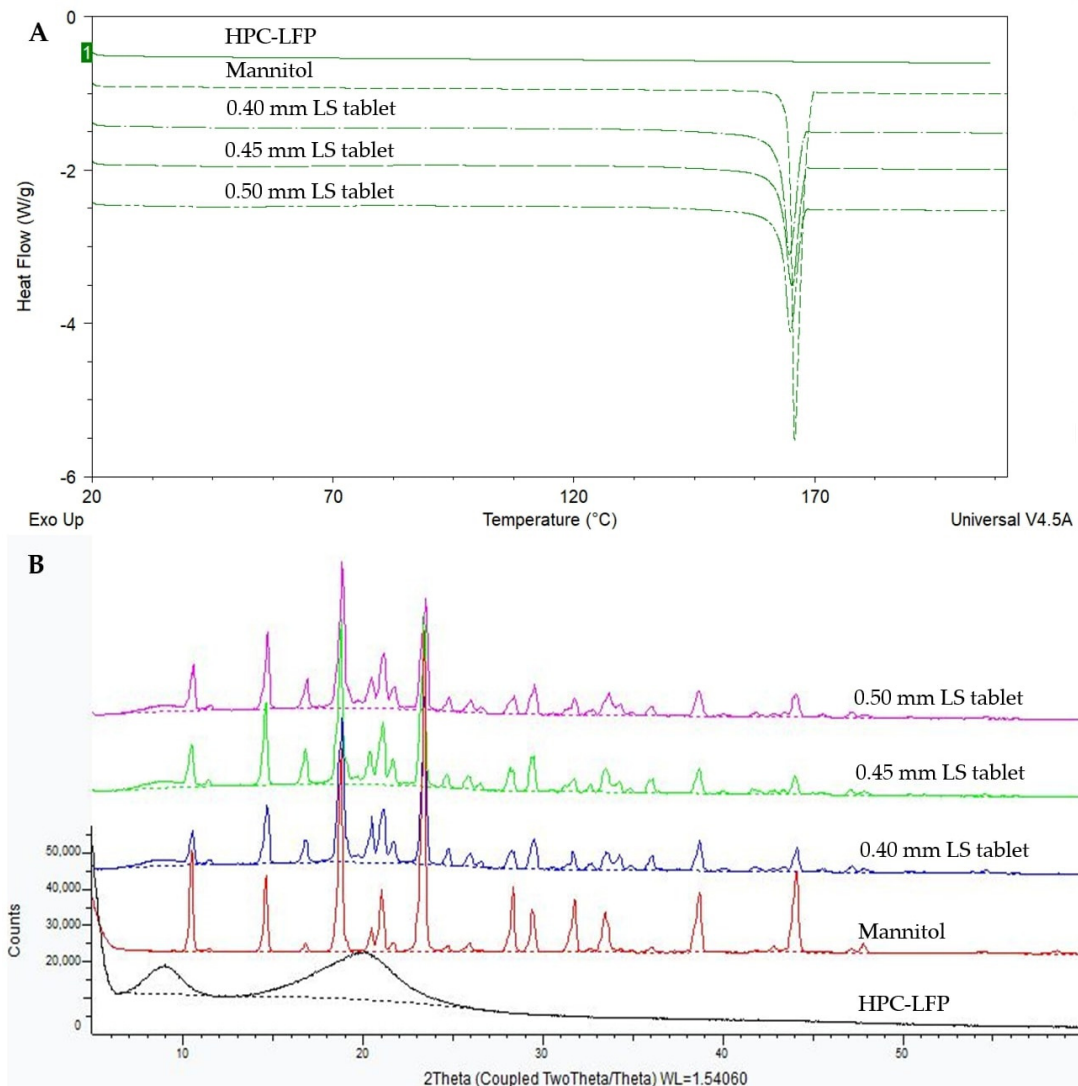 A
0
HPC-LFP
1
Mannitol
0.40 mm LS tablet
0.45 mm LS tablet
-2
0.50 mm LS tablet
Heat Flow (W/g)
-4
-6
20 70 120 170
Exo Up Temperature (°C) Universal V4.5A
B
0.50 mm LS tablet
0.45 mm LS tablet
0.40 mm LS tablet
50,000
40,000
30,000
20,000
0
Counts
Mannitol
HPC-LFP
10 20 30 40 50
2Theta (Coupled TwoTheta/Theta) WL=1.54060